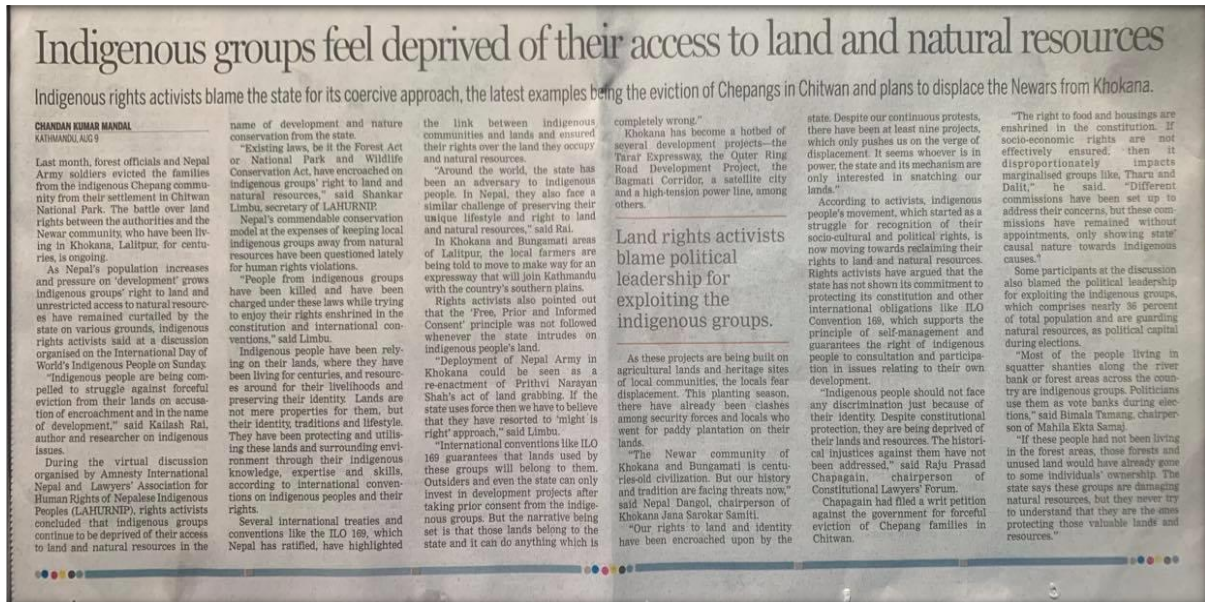 Indigenous groups feel deprived of their access to land and natural resources
Indigenous rights activists blame the state for its coercive approach, the latest examples being the eviction of Chepangs in Chitwan and plans to displace the Newars from Khokana.
CHANDAN KUMAR MANDAL
KATHMANDU, AUG 9
Last month, forest officials and Nepal
Army soldiers evicted the families
from the indigenous Chepang commu-
nity from their settlement in Chitwan
National Park. The battle over land
rights between the authorities and the
Newar community, who have been liv-
ing in Khokana, Lalitpur, for centu-
ries, is ongoing.
As Nepal's population increases
and pressure on 'development' grows
indigenous groups' right to land and
unrestricted access to natural resourc-
es have remained curtailed by the
state on various grounds, indigenous
rights activists said at a discussion
organised on the International Day of
World's Indigenous People on Sunday.
"Indigenous people are being com-
pelled to struggle against forceful
eviction from their lands on accusa-
tion of encroachment and in the name
of development," said Kailash Rai,
author and researcher on indigenous
issues.
During the virtual discussion
organised by Amnesty International
Nepal and Lawyers' Association for
Human Rights of Nepalese Indigenous
Peoples (LAHURNIP), rights activists
concluded that indigenous groups
continue to be deprived of their access
to land and natural resources in the
name of development and nature
conservation from the state.
"Existing laws, be it the Forest Act
or National Park and Wildlife
Conservation Act, have encroached on
indigenous groups' right to land and
natural resources," said Shankar
Limbu, secretary of LAHURNIP.
Nepal's commendable conservation
model at the expenses of keeping local
indigenous groups away from natural
resources have been questioned lately
for human rights violations.
"People from indigenous groups
have been killed and have been
charged under these laws while trying
to enjoy their rights enshrined in the
constitution and international con-
ventions," said Limbu.
Indigenous people have been rely-
ing on their lands, where they have
been living for centuries, and resourc-
es around for their livelihoods and
preserving their identity. Lands are
not mere properties for them, but
their identity, traditions and lifestyle.
They have been protecting and utilis-
ing these lands and surrounding envi-
ronment through their indigenous
knowledge, expertise and skills,
according to international conven-
tions on indigenous peoples and their
rights.
Several international treaties and
conventions like the ILO 169, which
Nepal has ratified, have highlighted
the link between indigenous
communities and lands and ensured
their rights over the land they occupy
and natural resources.
"Around the world, the state has
been an adversary to indigenous
people. In Nepal, they also face a
similar challenge of preserving their
unique lifestyle and right to land
and natural resources," said Rai.
In Khokana and Bungamati areas
of Lalitpur, the local farmers are
being told to move to make way for an
expressway that will join Kathmandu
with the country's southern plains.
Rights activists also pointed out
that the 'Free, Prior and Informed
Consent' principle was not followed
whenever the state intrudes on
indigenous people's land.
"Deployment of Nepal Army in
Khokana could be seen as a
re-enactment of Prithvi Narayan
Shah's act of land grabbing. If the
state uses force then we have to believe
that they have resorted to 'might is
right' approach," said Limbu.
"International conventions like ILO
169 guarantees that lands used by
these groups will belong to them.
Outsiders and even the state can only
invest in development projects after
taking prior consent from the indige-
nous groups. But the narrative being
set is that those lands belong to the
state and it can do anything which is
completely wrong."
Khokana has become a hotbed of
several development projects—the
Tarai Expressway, the Outer Ring
Road Development Project, the
Bagmati Corridor, a satellite city
and a high-tension power line, among
others.
Land rights activists
blame political
leadership for
exploiting the
indigenous groups.
As these projects are being built on
agricultural lands and heritage sites
of local communities, the locals fear
displacement. This planting season,
there have already been clashes
among security forces and locals who
went for paddy plantation on their
lands.
"The Newar community of
Khokana and Bungamati is centu-
ries-old civilization. But our history
and tradition are facing threats now,"
said Nepal Dangol, chairperson of
Khokana Jana Sarokar Samiti.
"Our rights to land and identity
have been encroached upon by the
state. Despite our continuous protests,
there have been at least nine projects,
which only pushes us on the verge of
displacement. It seems whoever is in
power, the state and its mechanism are
only interested in snatching our
lands."
According to activists, indigenous
people's movement, which started as a
struggle for recognition of their
socio-cultural and political rights, is
now moving towards reclaiming their
rights to land and natural resources.
Rights activists have argued that the
state has not shown its commitment to
protecting its constitution and other
international obligations like ILO
Convention 169, which supports the
principle of self-management and
guarantees the right of indigenous
people to consultation and participa-
tion in issues relating to their own
development.
"Indigenous people should not face
any discrimination just because of
their identity. Despite constitutional
protection, they are being deprived of
their lands and resources. The histori-
cal injustices against them have not
been addressed," said Raju Prasad
Chapagain, chairperson of
Constitutional Lawyers' Forum.
Chapagain had filed a writ petition
against the government for forceful
eviction of Chepang families in
Chitwan.
"The right to food and housings are
enshrined in the constitution. If
socio-economic rights are not
effectively ensured, then it
disproportionately impacts
marginalised groups like, Tharu and
Dalit," he said. "Different
commissions have been set up to
address their concerns, but these com-
missions have remained without
appointments, only showing state'
causal nature towards indigenous
causes."
Some participants at the discussion
also blamed the political leadership
for exploiting the indigenous groups,
which comprises nearly 36 percent
of total population and are guarding
natural resources, as political capital
during elections.
"Most of the people living in
squatter shanties along the river
bank or forest areas across the coun-
try are indigenous groups. Politicians
use them as vote banks during elec-
tions," said Bimala Tamang, chairper-
son of Mahila Ekta Samaj.
"If these people had not been living
in the forest areas, those forests and
unused land would have already gone
to some individuals' ownership. The
state says these groups are damaging
natural resources, but they never try
to understand that they are the ones
protecting those valuable lands and
resources."